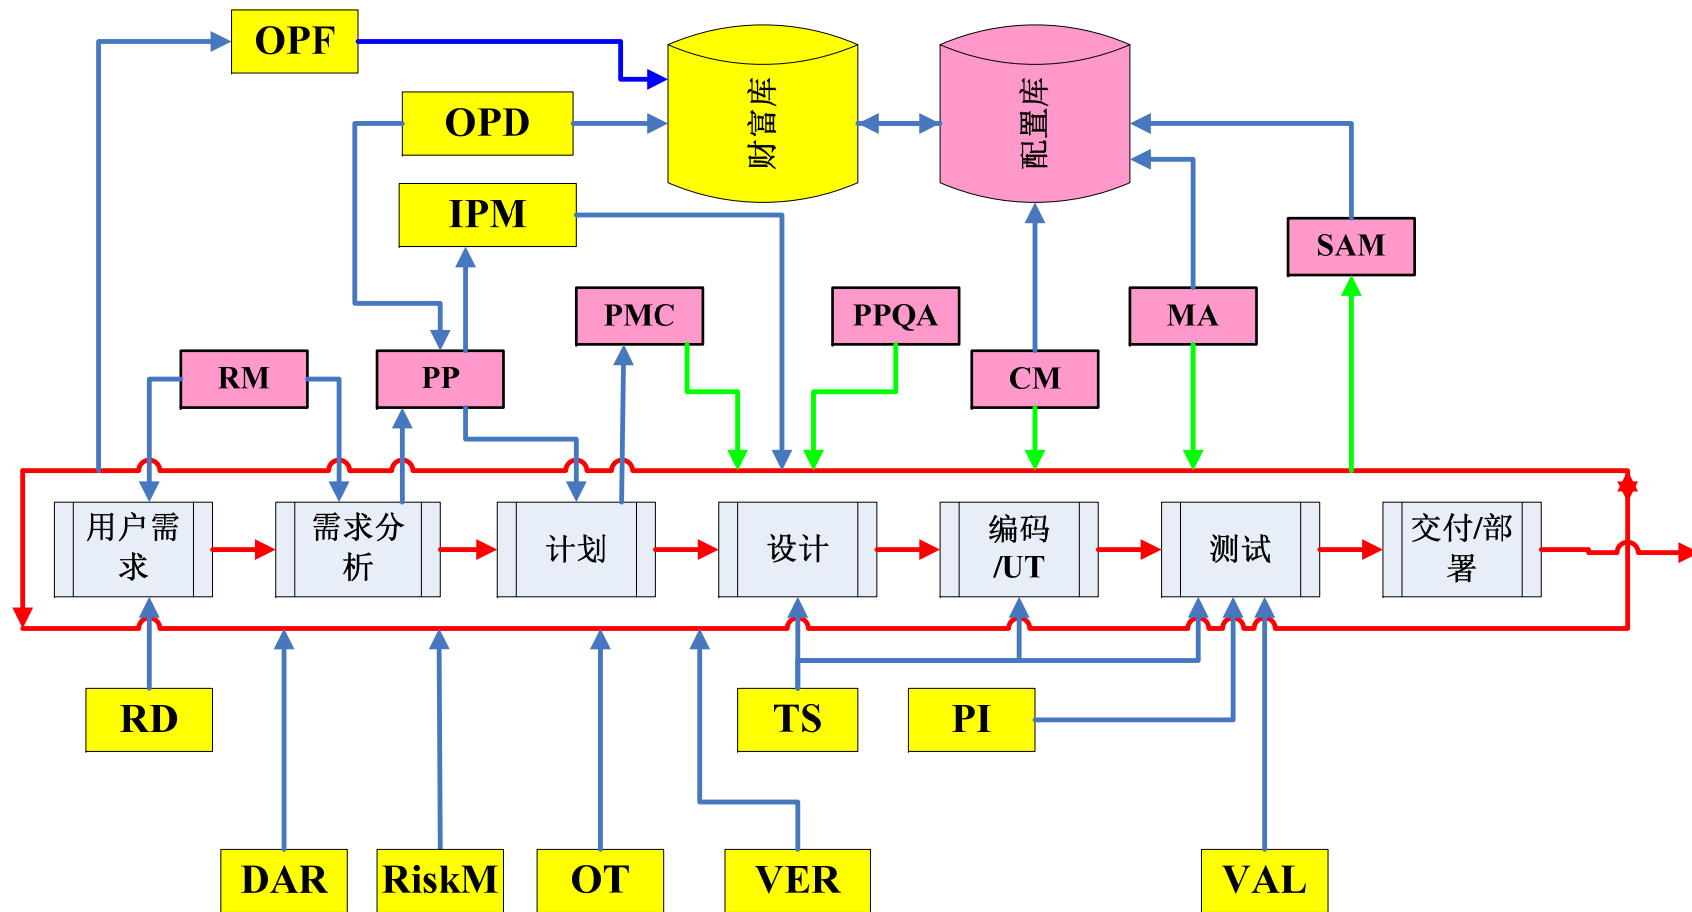 OPF
OPD
财富库
配置库
IPM
SAM
PMC
PPQA
MA
RM
PP
CM
用户需
求
需求分
析
计划
设计
编码
/UT
测试
交付/部
署
RD
TS
PI
DAR
RiskM
OT
VER
VAL